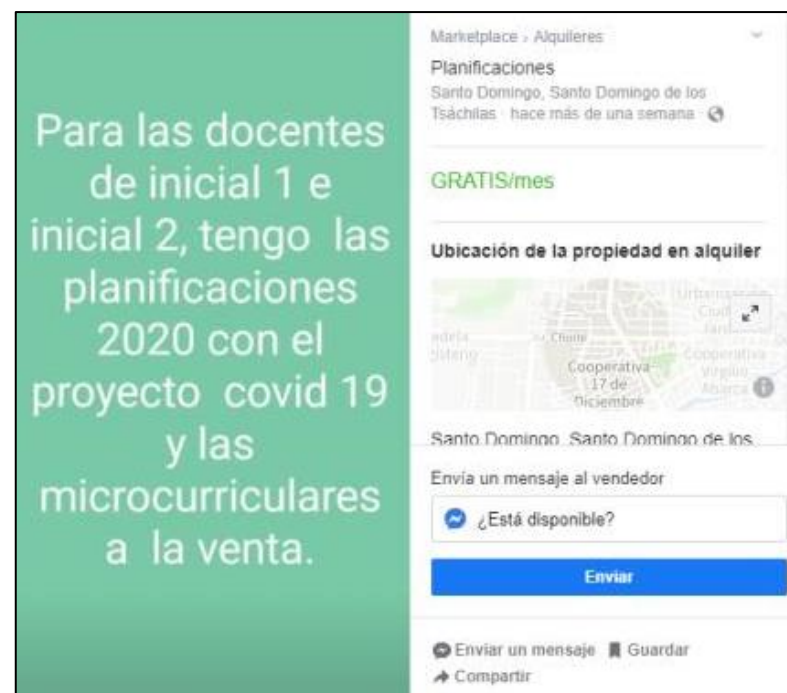 Para las docentes
de inicial 1 e
inicial 2, tengo las
planificaciones
2020 con el
proyecto covid 19
y las
microcurriculares
a la venta.
Marketplace › Alquileres
Planificaciones
Santo Domingo, Santo Domingo de los
Tsáchilas · hace más de una semana ·
GRATIS/mes
Ubicación de la propiedad en alquiler
Chone
Cooperativa
17 de
Diciembre
Cooperativa
Santo Domingo, Santo Domingo de los
Envía un mensaje al vendedor
¿Está disponible?
Enviar
Enviar un mensaje Guardar
Compartir